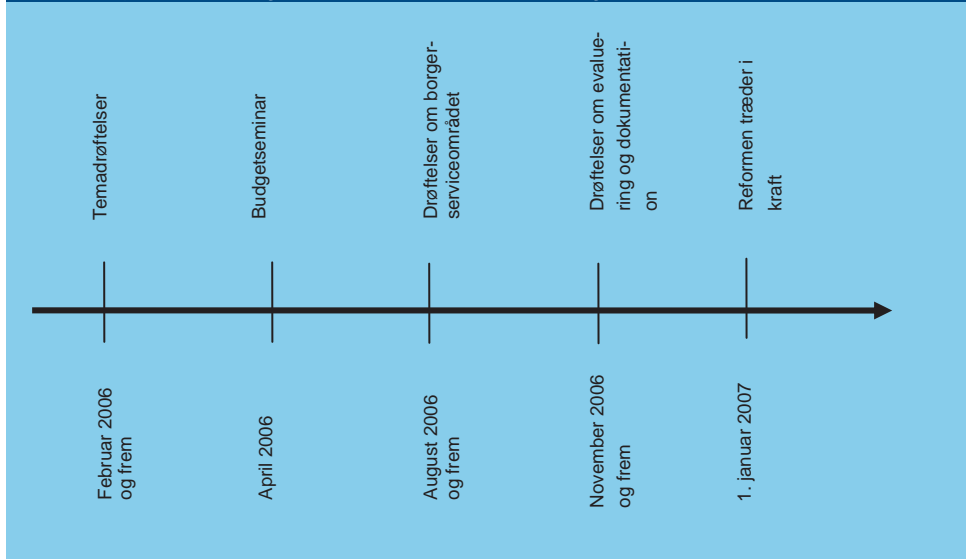 Februar 2006
og frem
Temadrøftelser
April 2006
Budgetseminar
August 2006
og frem
Drøftelser om borger-
serviceområdet
November 2006
og frem
Drøftelser om evalue-
ring og dokumentati-
on
1. januar 2007
Reformen træder i
kraft